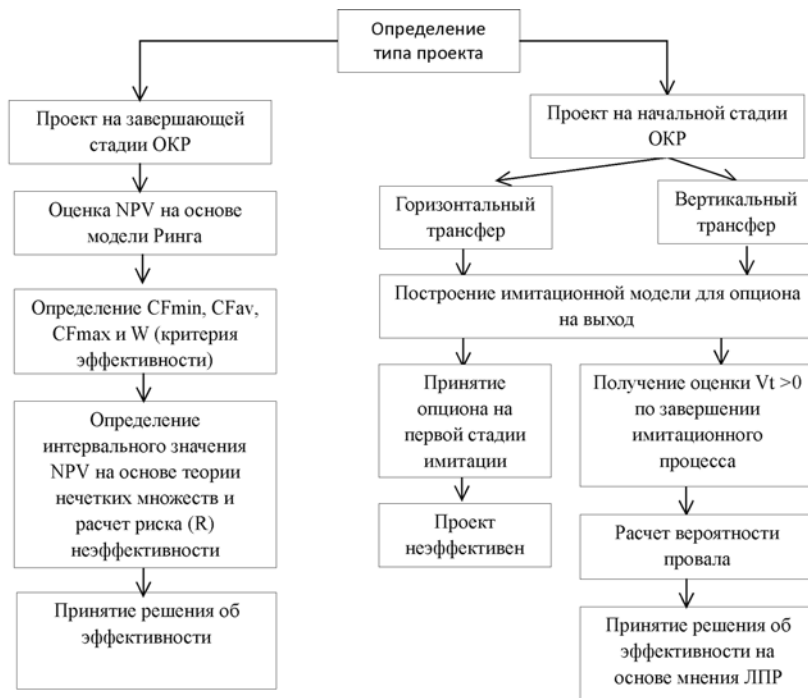 Определение
типа проекта
Проект на завершающей
стадии ОКР
Оценка NPV на основе
модели Ринга
Определение CFmin, CFav,
CFmax и W (критерия
эффективности)
Определение
интервального значения
NPV на основе теории
нечетких множеств и
расчет риска (R)
неэффективности
Принятие решения об
эффективности
Проект на начальной стадии
ОКР
Горизонтальный
трансфер
Вертикальный
трансфер
Построение имитационной модели для опциона
на выход
Принятие
опциона на
первой стадии
имитации
Проект
неэффективен
Получение оценки Vt >0
по завершении
имитационного
процесса
Расчет вероятности
провала
Принятие решения об
эффективности на
основе мнения ЛПР